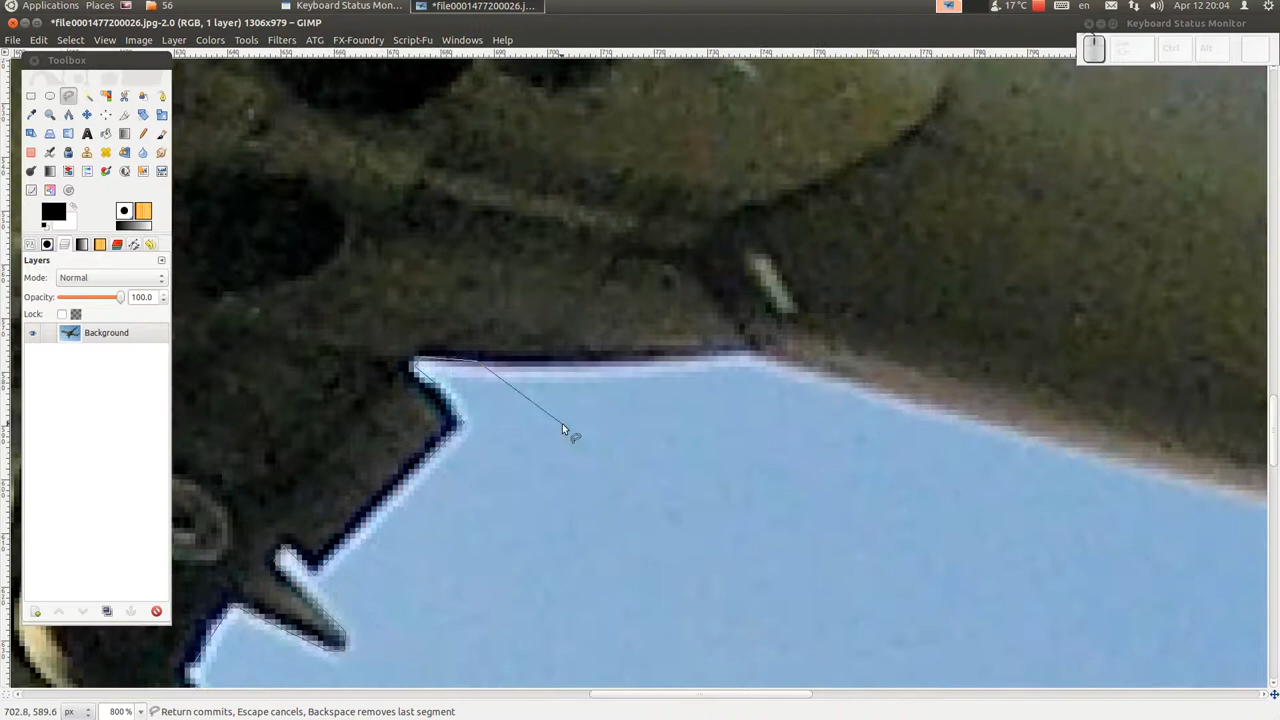 Applications Places 56 Keyboard Status Monitor... *file0001477200026.j... 17 °C en Apr 12 20:04
*file0001477200026.jpg-2.0 (RGB, 1 layer) 1306x979 – GIMP
Keyboard Status Monitor
File Edit Select View Image Layer Colors Tools Filters ATG FX-Foundry Script-Fu Windows Help
Ctrl Alt
Toolbox
Layers
Mode: Normal
Opacity: 100.0
Lock:
Background
702.8, 589.6 px 800% Return commits, Escape cancels, Backspace removes last segment